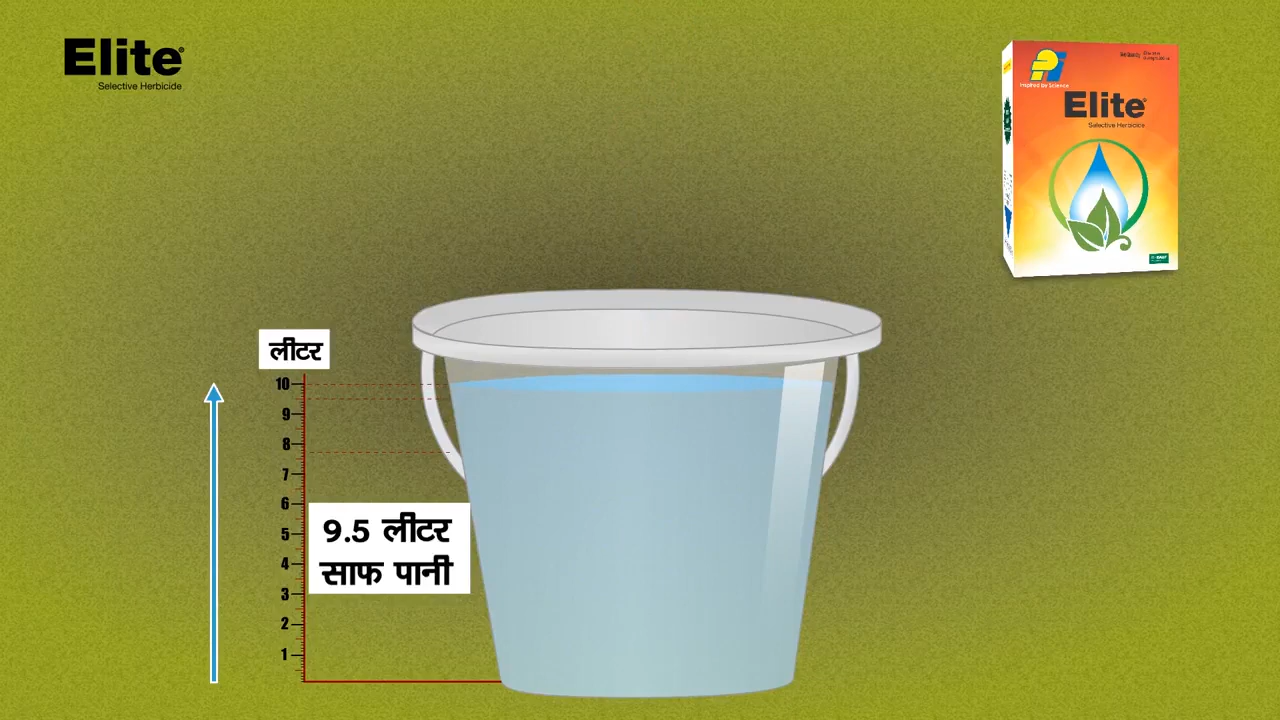 Elite
Selective Herbicide
Inspired by Science
Elite
Selective Herbicide
लीटर
10
9
8
7
6
5
4
3
2
1
9.5 लीटर
साफ पानी